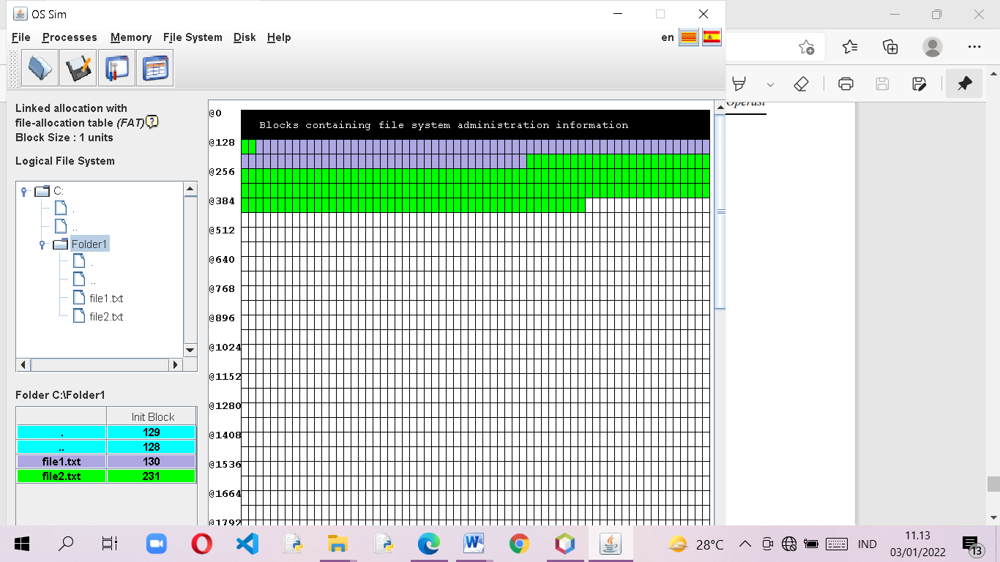 OS Sim
File Processes Memory File System Disk Help
en
Linked allocation with
file-allocation table (FAT)
Block Size : 1 units
Logical File System
C:
.
..
Folder1
.
..
file1.txt
file2.txt
Folder C:\Folder1
Init Block
. 129
.. 128
file1.txt 130
file2.txt 231
@0
Blocks containing file system administration information
@128
@256
@384
@512
@640
@768
@896
@1024
@1152
@1280
@1408
@1536
@1664
@1792
Operasi
28°C
IND
11.13
03/01/2022
13